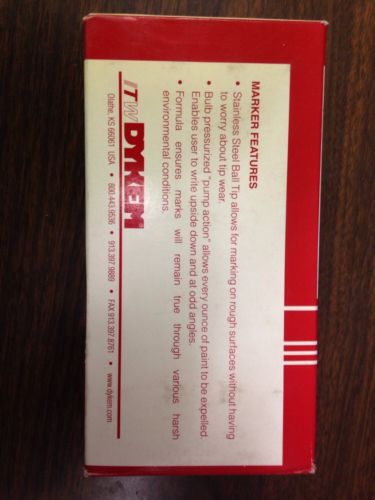 MARKER FEATURES
• Stainless Steel Ball Tip allows for marking on rough surfaces without having
to worry about tip wear.
• Bulb pressurized "pump action" allows every ounce of paint to be expelled.
Enables user to write upside down and at odd angles.
• Formula ensures marks will remain true through various harsh
environmental conditions.
ITW DYKEM
Olathe, KS 66061 USA • 800.443.9536 • 913.397.9889 • FAX 913.397.8761 • www.dykem.com